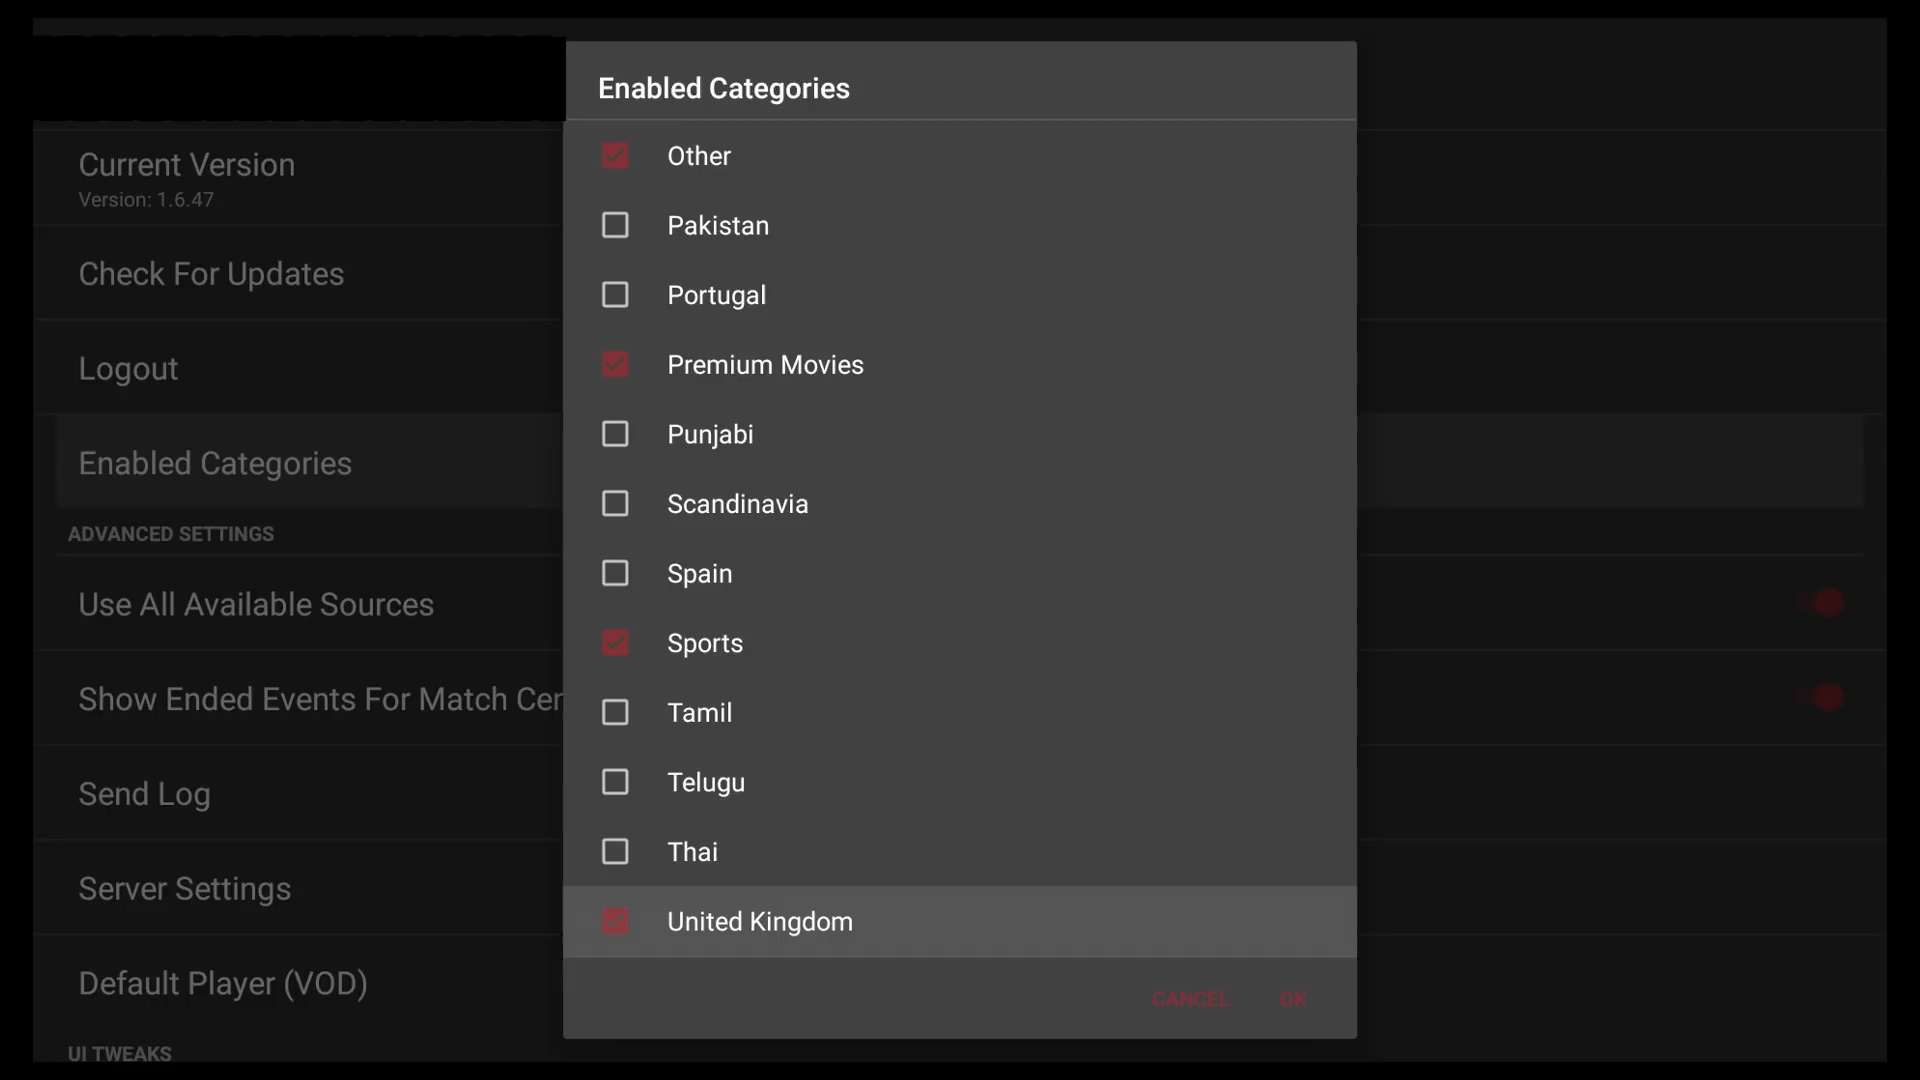 Enabled Categories
Other
Pakistan
Portugal
Premium Movies
Punjabi
Scandinavia
Spain
Sports
Tamil
Telugu
Thai
United Kingdom
CANCEL OK
Current Version
Version: 1.6.47
Check For Updates
Logout
Enabled Categories
ADVANCED SETTINGS
Use All Available Sources
Show Ended Events For Match Cen
Send Log
Server Settings
Default Player (VOD)
UI TWEAKS